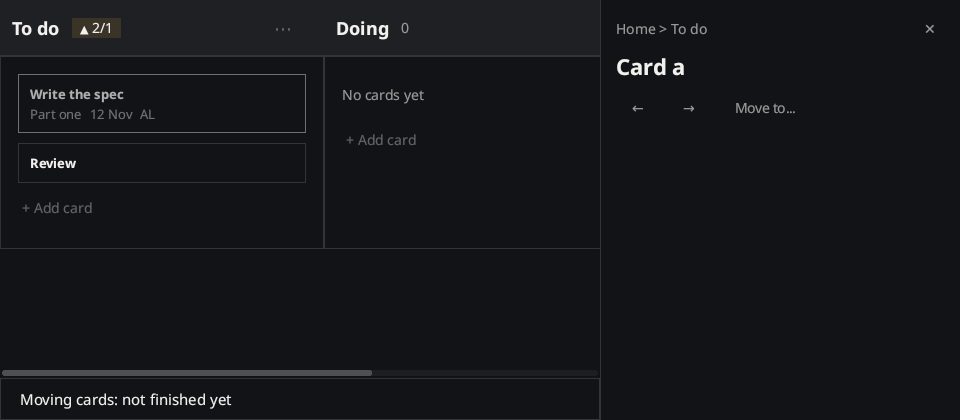 To do ▲ 2/1 ⋯
Write the spec
Part one 12 Nov AL
Review
+ Add card
Doing 0
No cards yet
+ Add card
Moving cards: not finished yet
Home > To do ✕
Card a
← → Move to...